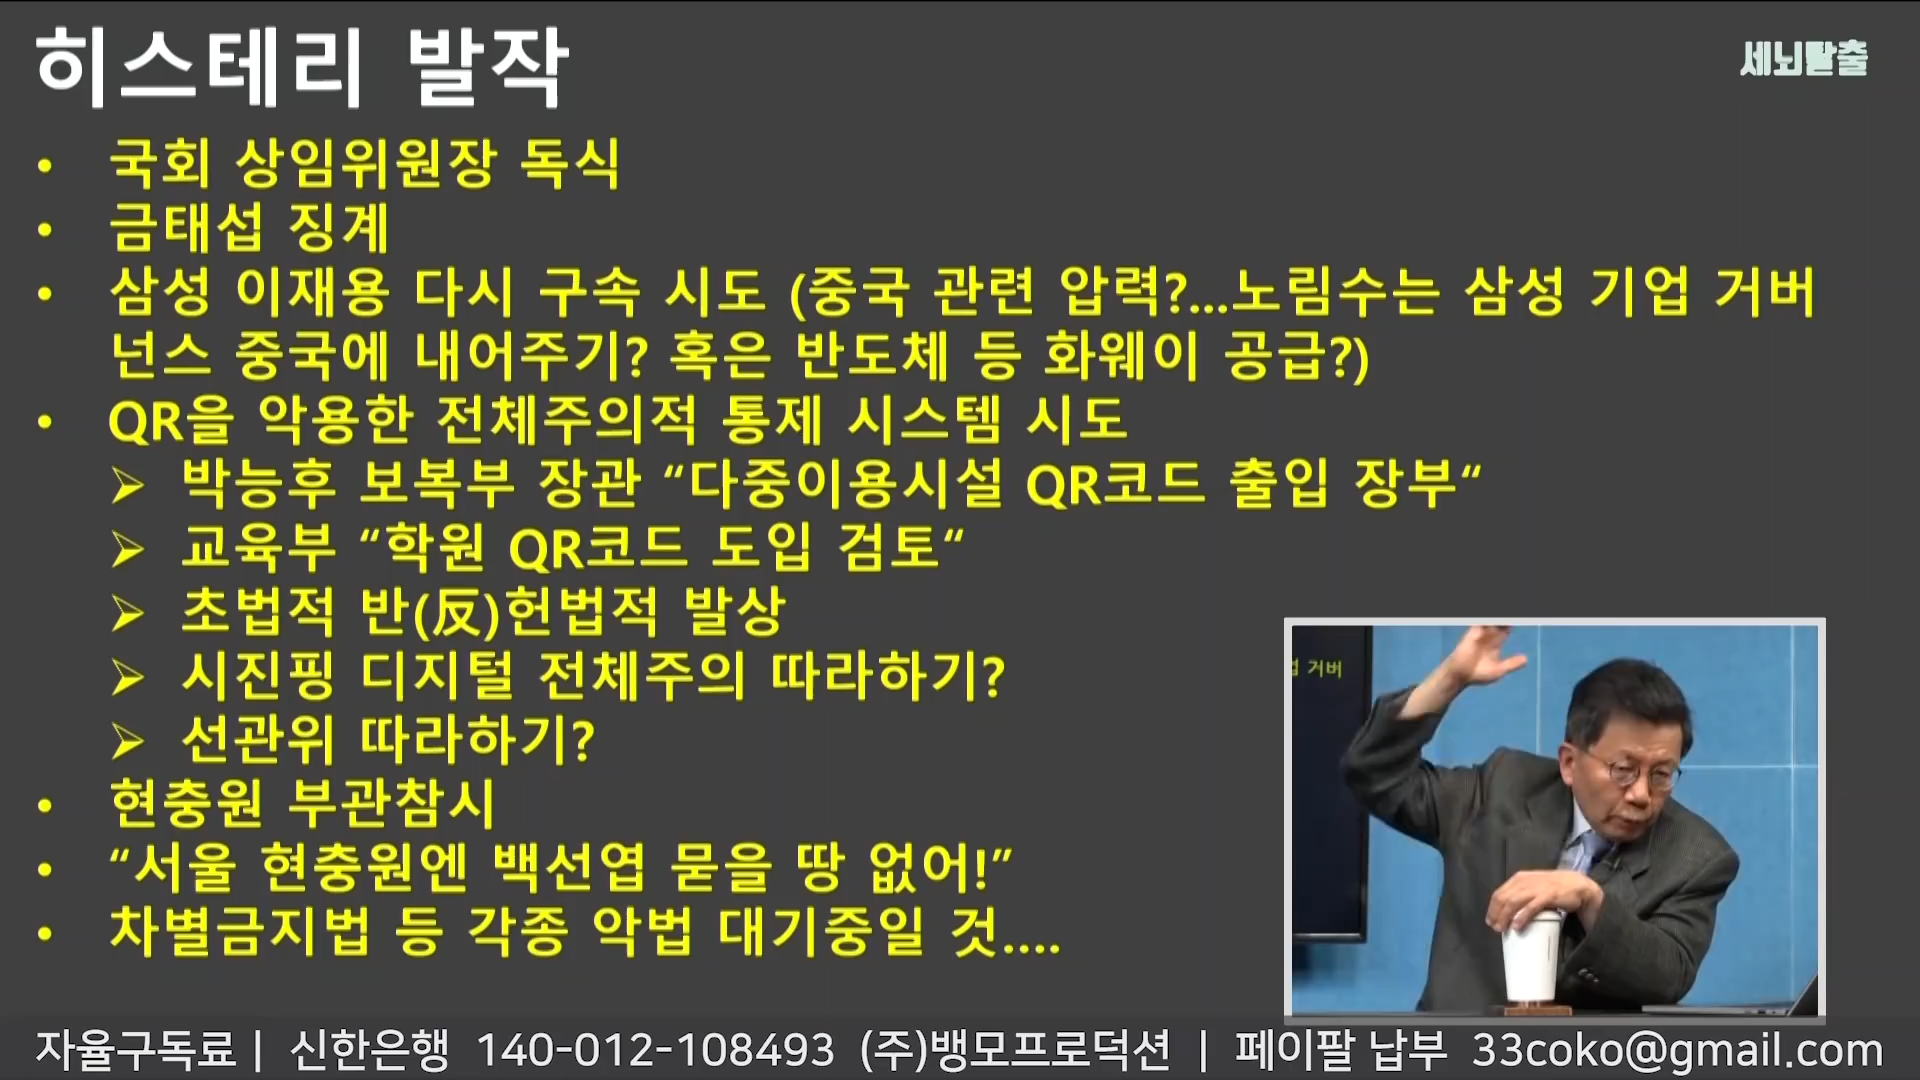 히스테리 발작
세뇌탈출
• 국회 상임위원장 독식
• 금태섭 징계
• 삼성 이재용 다시 구속 시도 (중국 관련 압력?...노림수는 삼성 기업 거버
넌스 중국에 내어주기? 혹은 반도체 등 화웨이 공급?)
• QR을 악용한 전체주의적 통제 시스템 시도
➢ 박능후 보복부 장관 “다중이용시설 QR코드 출입 장부“
➢ 교육부 “학원 QR코드 도입 검토“
➢ 초법적 반(反)헌법적 발상
➢ 시진핑 디지털 전체주의 따라하기?
➢ 선관위 따라하기?
• 현충원 부관참시
• “서울 현충원엔 백선엽 묻을 땅 없어!”
• 차별금지법 등 각종 악법 대기중일 것....
거버
자율구독료 | 신한은행 140-012-108493 (주)뱅모프로덕션 | 페이팔 납부 33coko@gmail.com